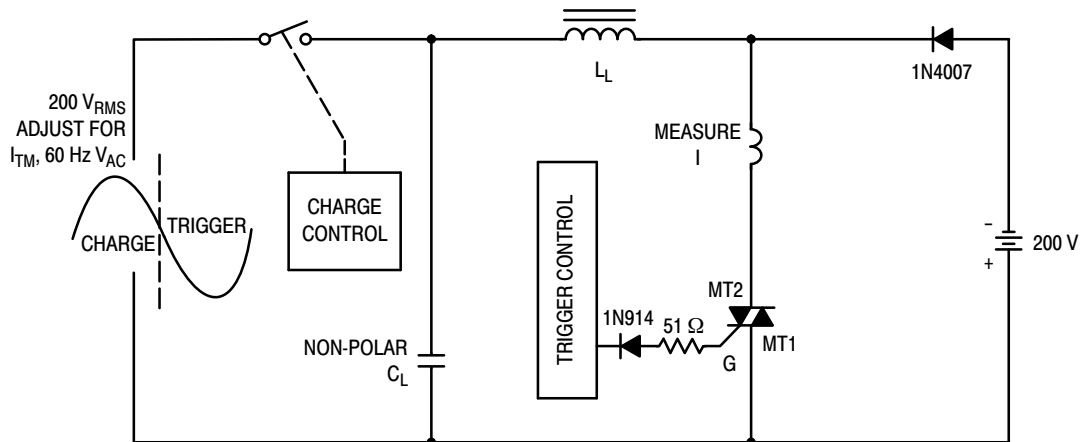 200 V_RMS
ADJUST FOR
I_TM, 60 Hz V_AC
CHARGE
TRIGGER
CHARGE
CONTROL
NON-POLAR
C_L
L_L
TRIGGER CONTROL
MEASURE
I
1N914
51 Ω
MT2
MT1
G
1N4007
-
+
200 V